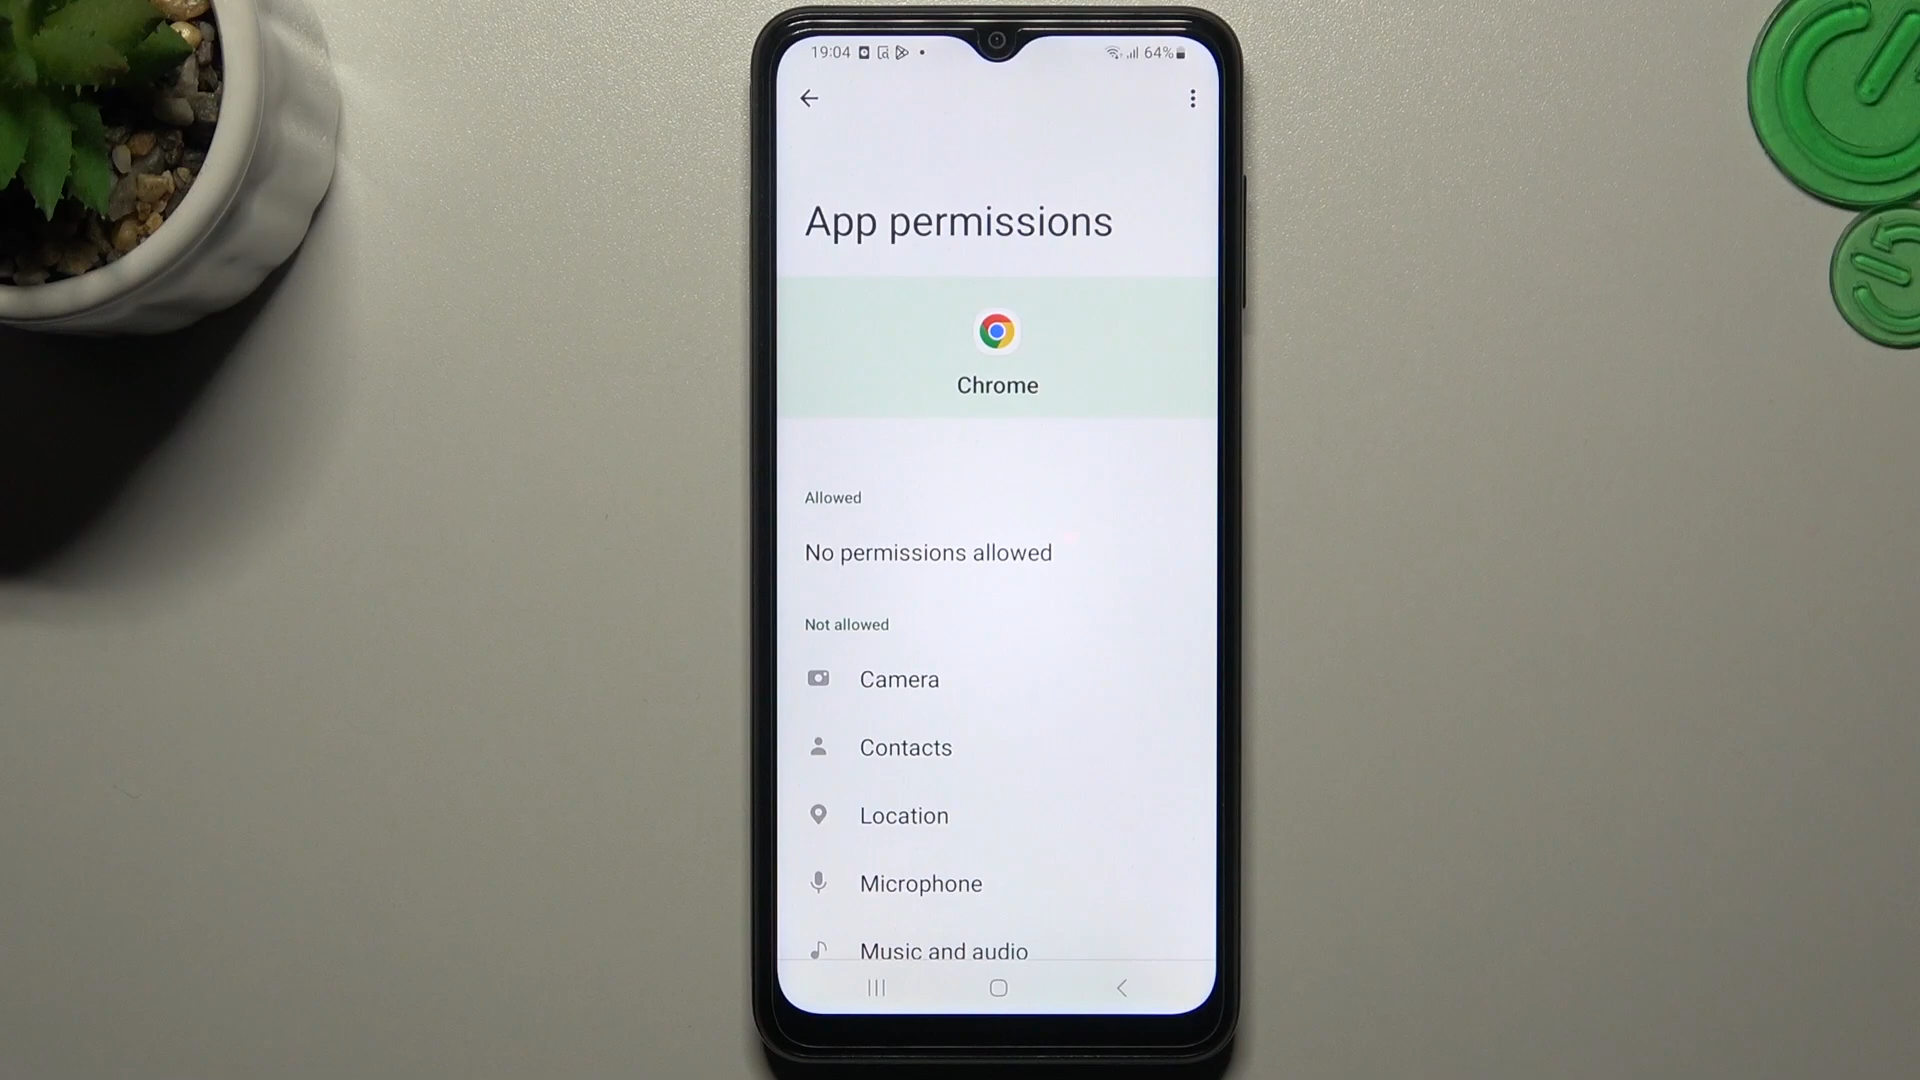 19:04
64%
App permissions
Chrome
Allowed
No permissions allowed
Not allowed
Camera
Contacts
Location
Microphone
Music and audio